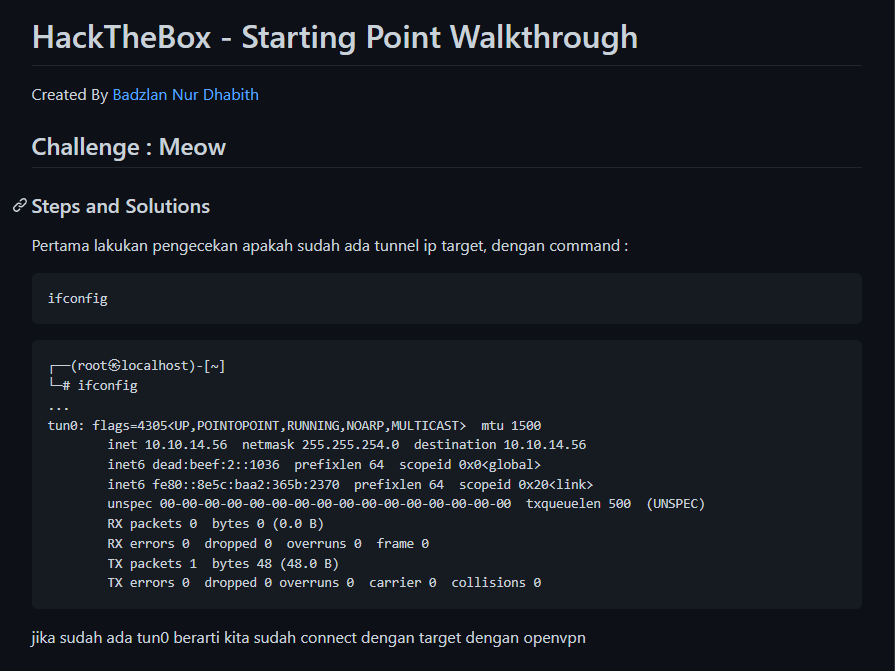 HackTheBox - Starting Point Walkthrough
Created By Badzlan Nur Dhabith
Challenge : Meow
Steps and Solutions
Pertama lakukan pengecekan apakah sudah ada tunnel ip target, dengan command :
ifconfig
┌──(root㉿localhost)-[~]
└─# ifconfig
...
tun0: flags=4305<UP,POINTOPOINT,RUNNING,NOARP,MULTICAST>  mtu 1500
        inet 10.10.14.56  netmask 255.255.254.0  destination 10.10.14.56
        inet6 dead:beef:2::1036  prefixlen 64  scopeid 0x0<global>
        inet6 fe80::8e5c:baa2:365b:2370  prefixlen 64  scopeid 0x20<link>
        unspec 00-00-00-00-00-00-00-00-00-00-00-00-00-00-00-00  txqueuelen 500  (UNSPEC)
        RX packets 0  bytes 0 (0.0 B)
        RX errors 0  dropped 0  overruns 0  frame 0
        TX packets 1  bytes 48 (48.0 B)
        TX errors 0  dropped 0 overruns 0  carrier 0  collisions 0
jika sudah ada tun0 berarti kita sudah connect dengan target dengan openvpn